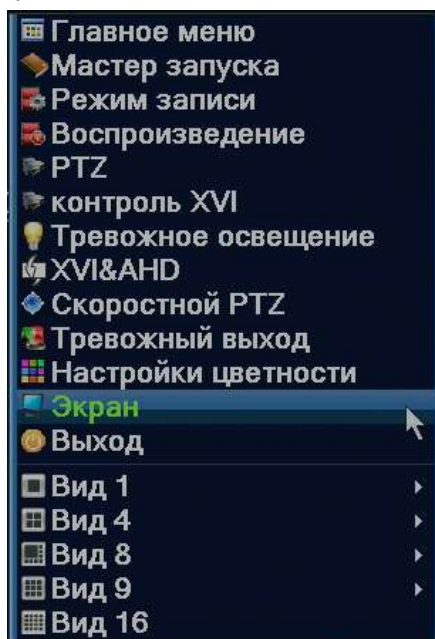 Главное меню
Мастер запуска
Режим записи
Воспроизведение
PTZ
контроль XVI
Тревожное освещение
XVI&AHD
Скоростной PTZ
Тревожный выход
Настройки цветности
Экран
Выход
Вид 1
Вид 4
Вид 8
Вид 9
Вид 16